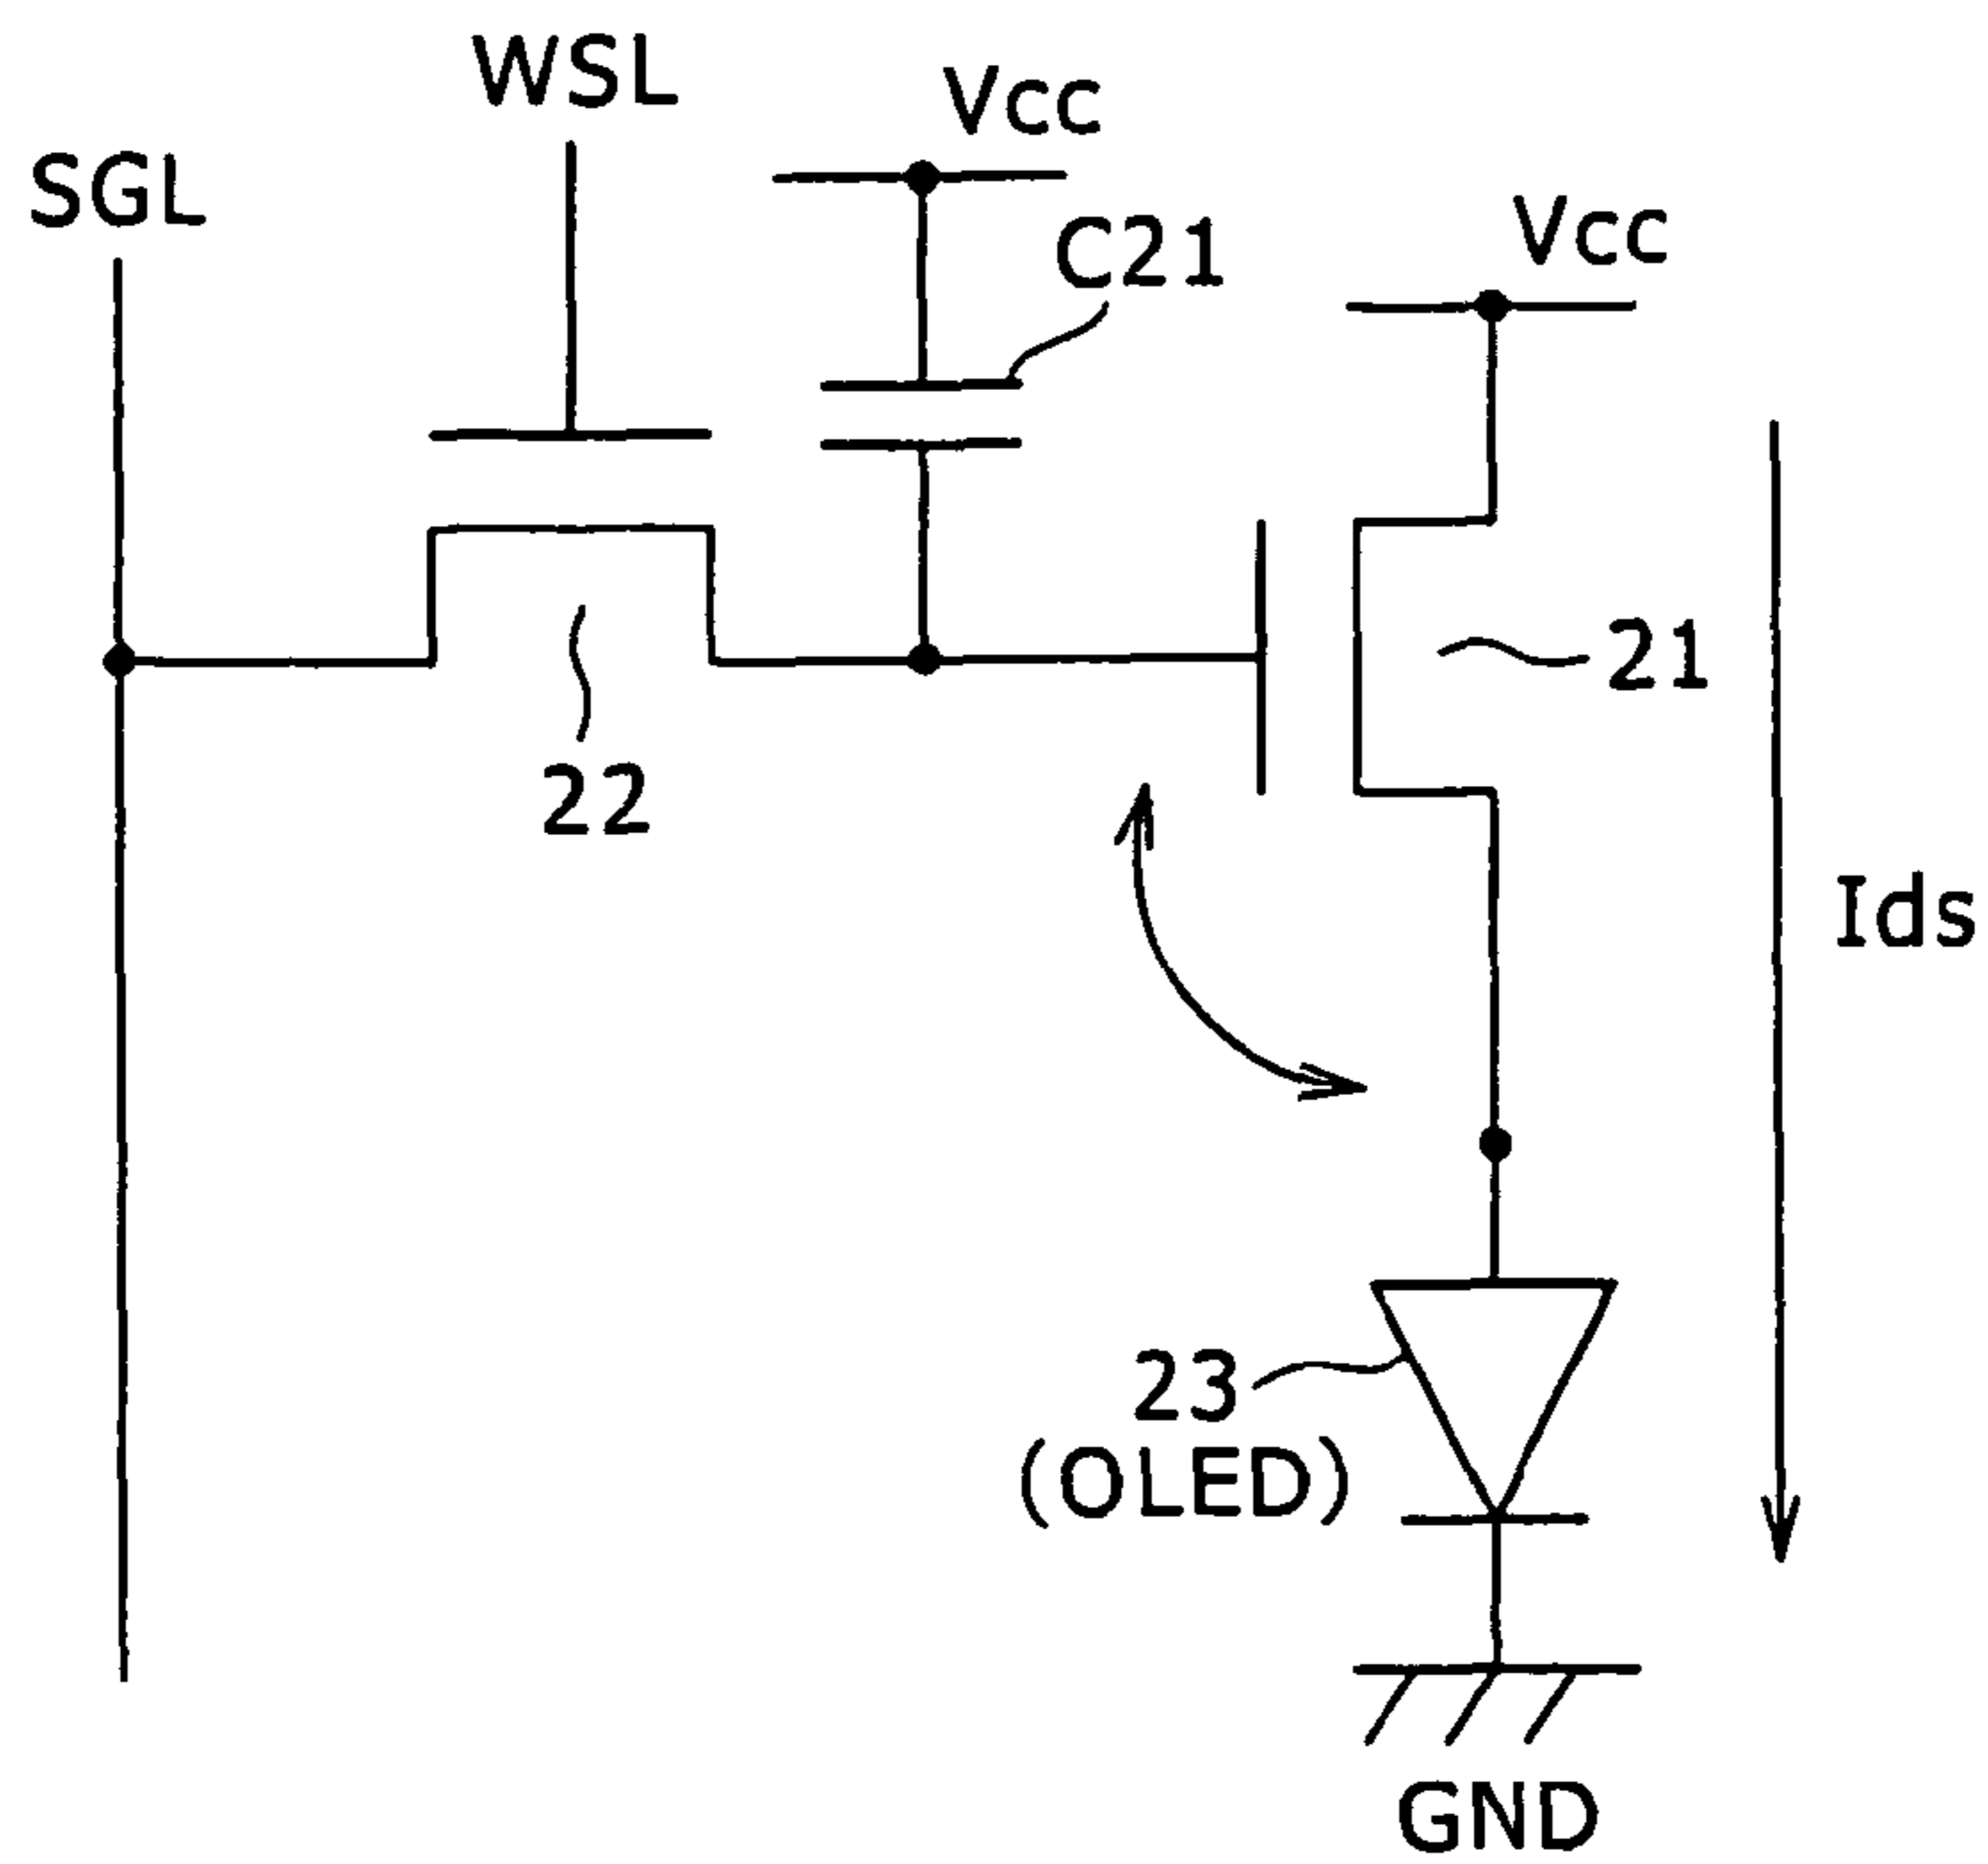 WSL
Vcc
SGL
C21
Vcc
21
22
Ids
23
(OLED)
GND